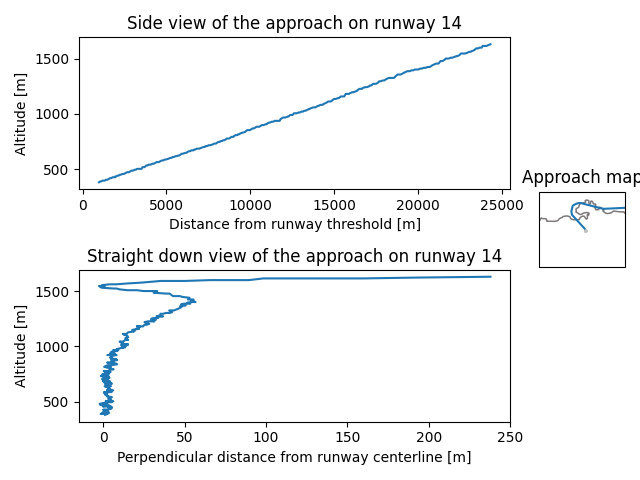 Side view of the approach on runway 14
Altitude [m]
1500
1000
500
0
5000
10000
15000
20000
25000
Distance from runway threshold [m]
Approach map
Straight down view of the approach on runway 14
Altitude [m]
1500
1000
500
0
50
100
150
200
250
Perpendicular distance from runway centerline [m]